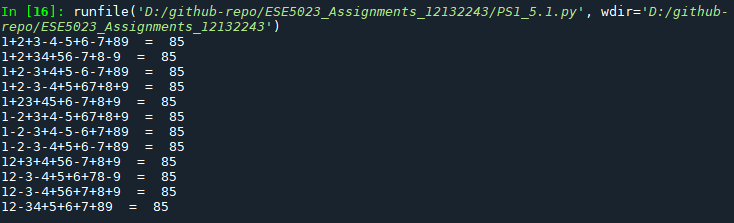 In [16]: runfile('D:/github-repo/ESE5023_Assignments_12132243/PS1_5.1.py', wdir='D:/github-
repo/ESE5023_Assignments_12132243')
1+2+3-4-5+6-7+89  =  85
1+2+34+56-7+8-9  =  85
1+2-3+4+5-6-7+89  =  85
1+2-3-4+5+67+8+9  =  85
1+23+45+6-7+8+9  =  85
1-2+3+4-5+67+8+9  =  85
1-2-3+4-5-6+7+89  =  85
1-2-3-4+5+6-7+89  =  85
12+3+4+56-7+8+9  =  85
12-3-4+5+6+78-9  =  85
12-3-4+56+7+8+9  =  85
12-34+5+6+7+89  =  85